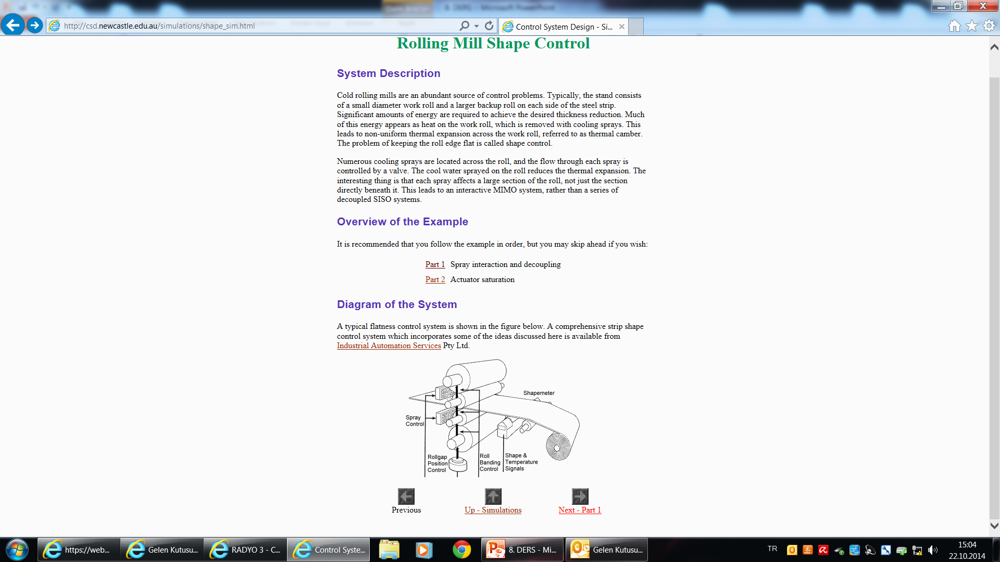 8. DERS - Microsoft PowerPoint
http://csd.newcastle.edu.au/simulations/shape_sim.html
Control System Design - Si...
Rolling Mill Shape Control
System Description
Cold rolling mills are an abundant source of control problems. Typically, the stand consists
of a small diameter work roll and a larger backup roll on each side of the steel strip.
Significant amounts of energy are required to achieve the desired thickness reduction. Much
of this energy appears as heat on the work roll, which is removed with cooling sprays. This
leads to non-uniform thermal expansion across the work roll, referred to as thermal camber.
The problem of keeping the roll edge flat is called shape control.
Numerous cooling sprays are located across the roll, and the flow through each spray is
controlled by a valve. The cool water sprayed on the roll reduces the thermal expansion. The
interesting thing is that each spray affects a large section of the roll, not just the section
directly beneath it. This leads to an interactive MIMO system, rather than a series of
decoupled SISO systems.
Overview of the Example
It is recommended that you follow the example in order, but you may skip ahead if you wish:
Part 1 Spray interaction and decoupling
Part 2 Actuator saturation
Diagram of the System
A typical flatness control system is shown in the figure below. A comprehensive strip shape
control system which incorporates some of the ideas discussed here is available from
Industrial Automation Services Pty Ltd.
Shapemeter
Spray
Control
Rollgap
Position
Control
Roll
Banding
Control
Shape &
Temperature
Signals
Previous
Up - Simulations
Next - Part 1
https://web...
Gelen Kutusu...
RADYO 3 - C...
Control Syste...
8. DERS - Mi...
Gelen Kutusu...
TR
15:04
22.10.2014